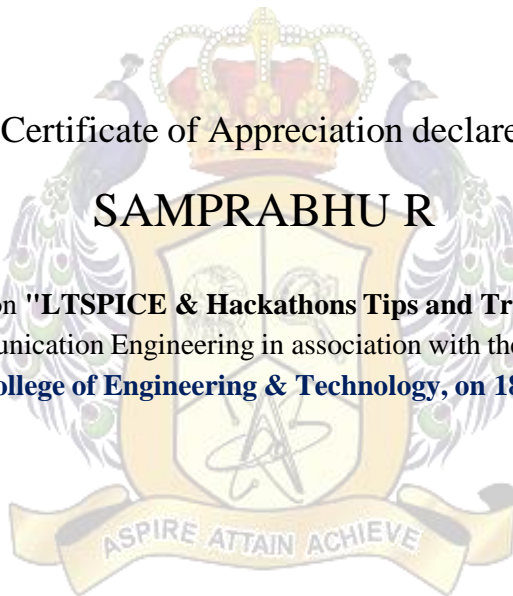 Certificate of Appreciation declare
SAMPRABHU R
on "LTSPICE & Hackathons Tips and Tr
unication Engineering in association with the
ollege of Engineering & Technology, on 18
ASPIRE ATTAIN ACHIEVE